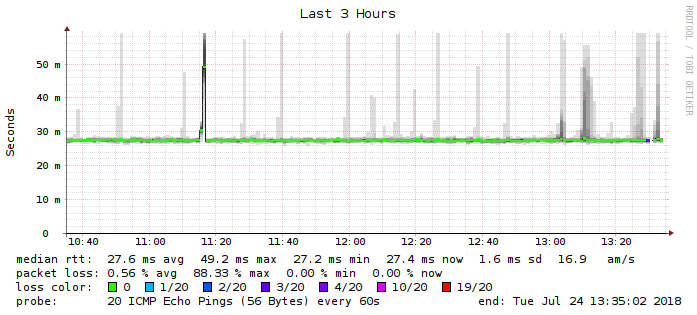 Last 3 Hours
RRDTOOL / TOBI OETIKER
Seconds
50 m
40 m
30 m
20 m
10 m
0
10:40 11:00 11:20 11:40 12:00 12:20 12:40 13:00 13:20
median rtt: 27.6 ms avg 49.2 ms max 27.2 ms min 27.4 ms now 1.6 ms sd 16.9 am/s
packet loss: 0.56 % avg 88.33 % max 0.00 % min 0.00 % now
loss color: 0 1/20 2/20 3/20 4/20 10/20 19/20
probe: 20 ICMP Echo Pings (56 Bytes) every 60s end: Tue Jul 24 13:35:02 2018